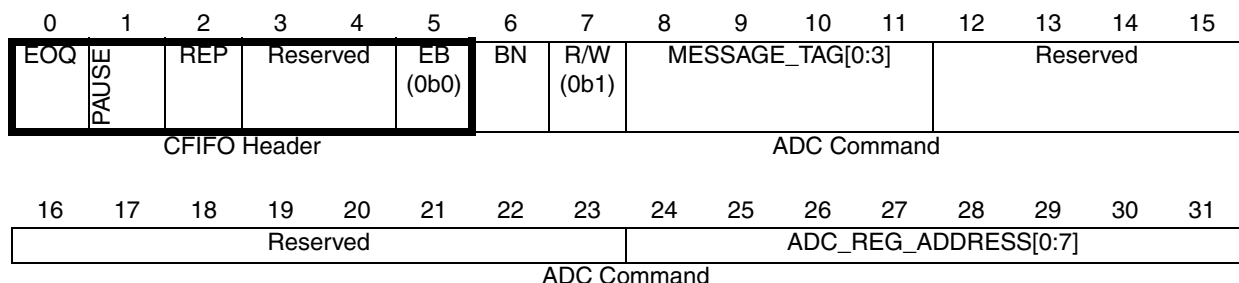 0 1 2 3 4 5 6 7 8 9 10 11 12 13 14 15
EOQ PAUSE REP Reserved EB (0b0) BN R/W (0b1) MESSAGE_TAG[0:3] Reserved
CFIFO Header ADC Command
16 17 18 19 20 21 22 23 24 25 26 27 28 29 30 31
Reserved ADC_REG_ADDRESS[0:7]
ADC Command